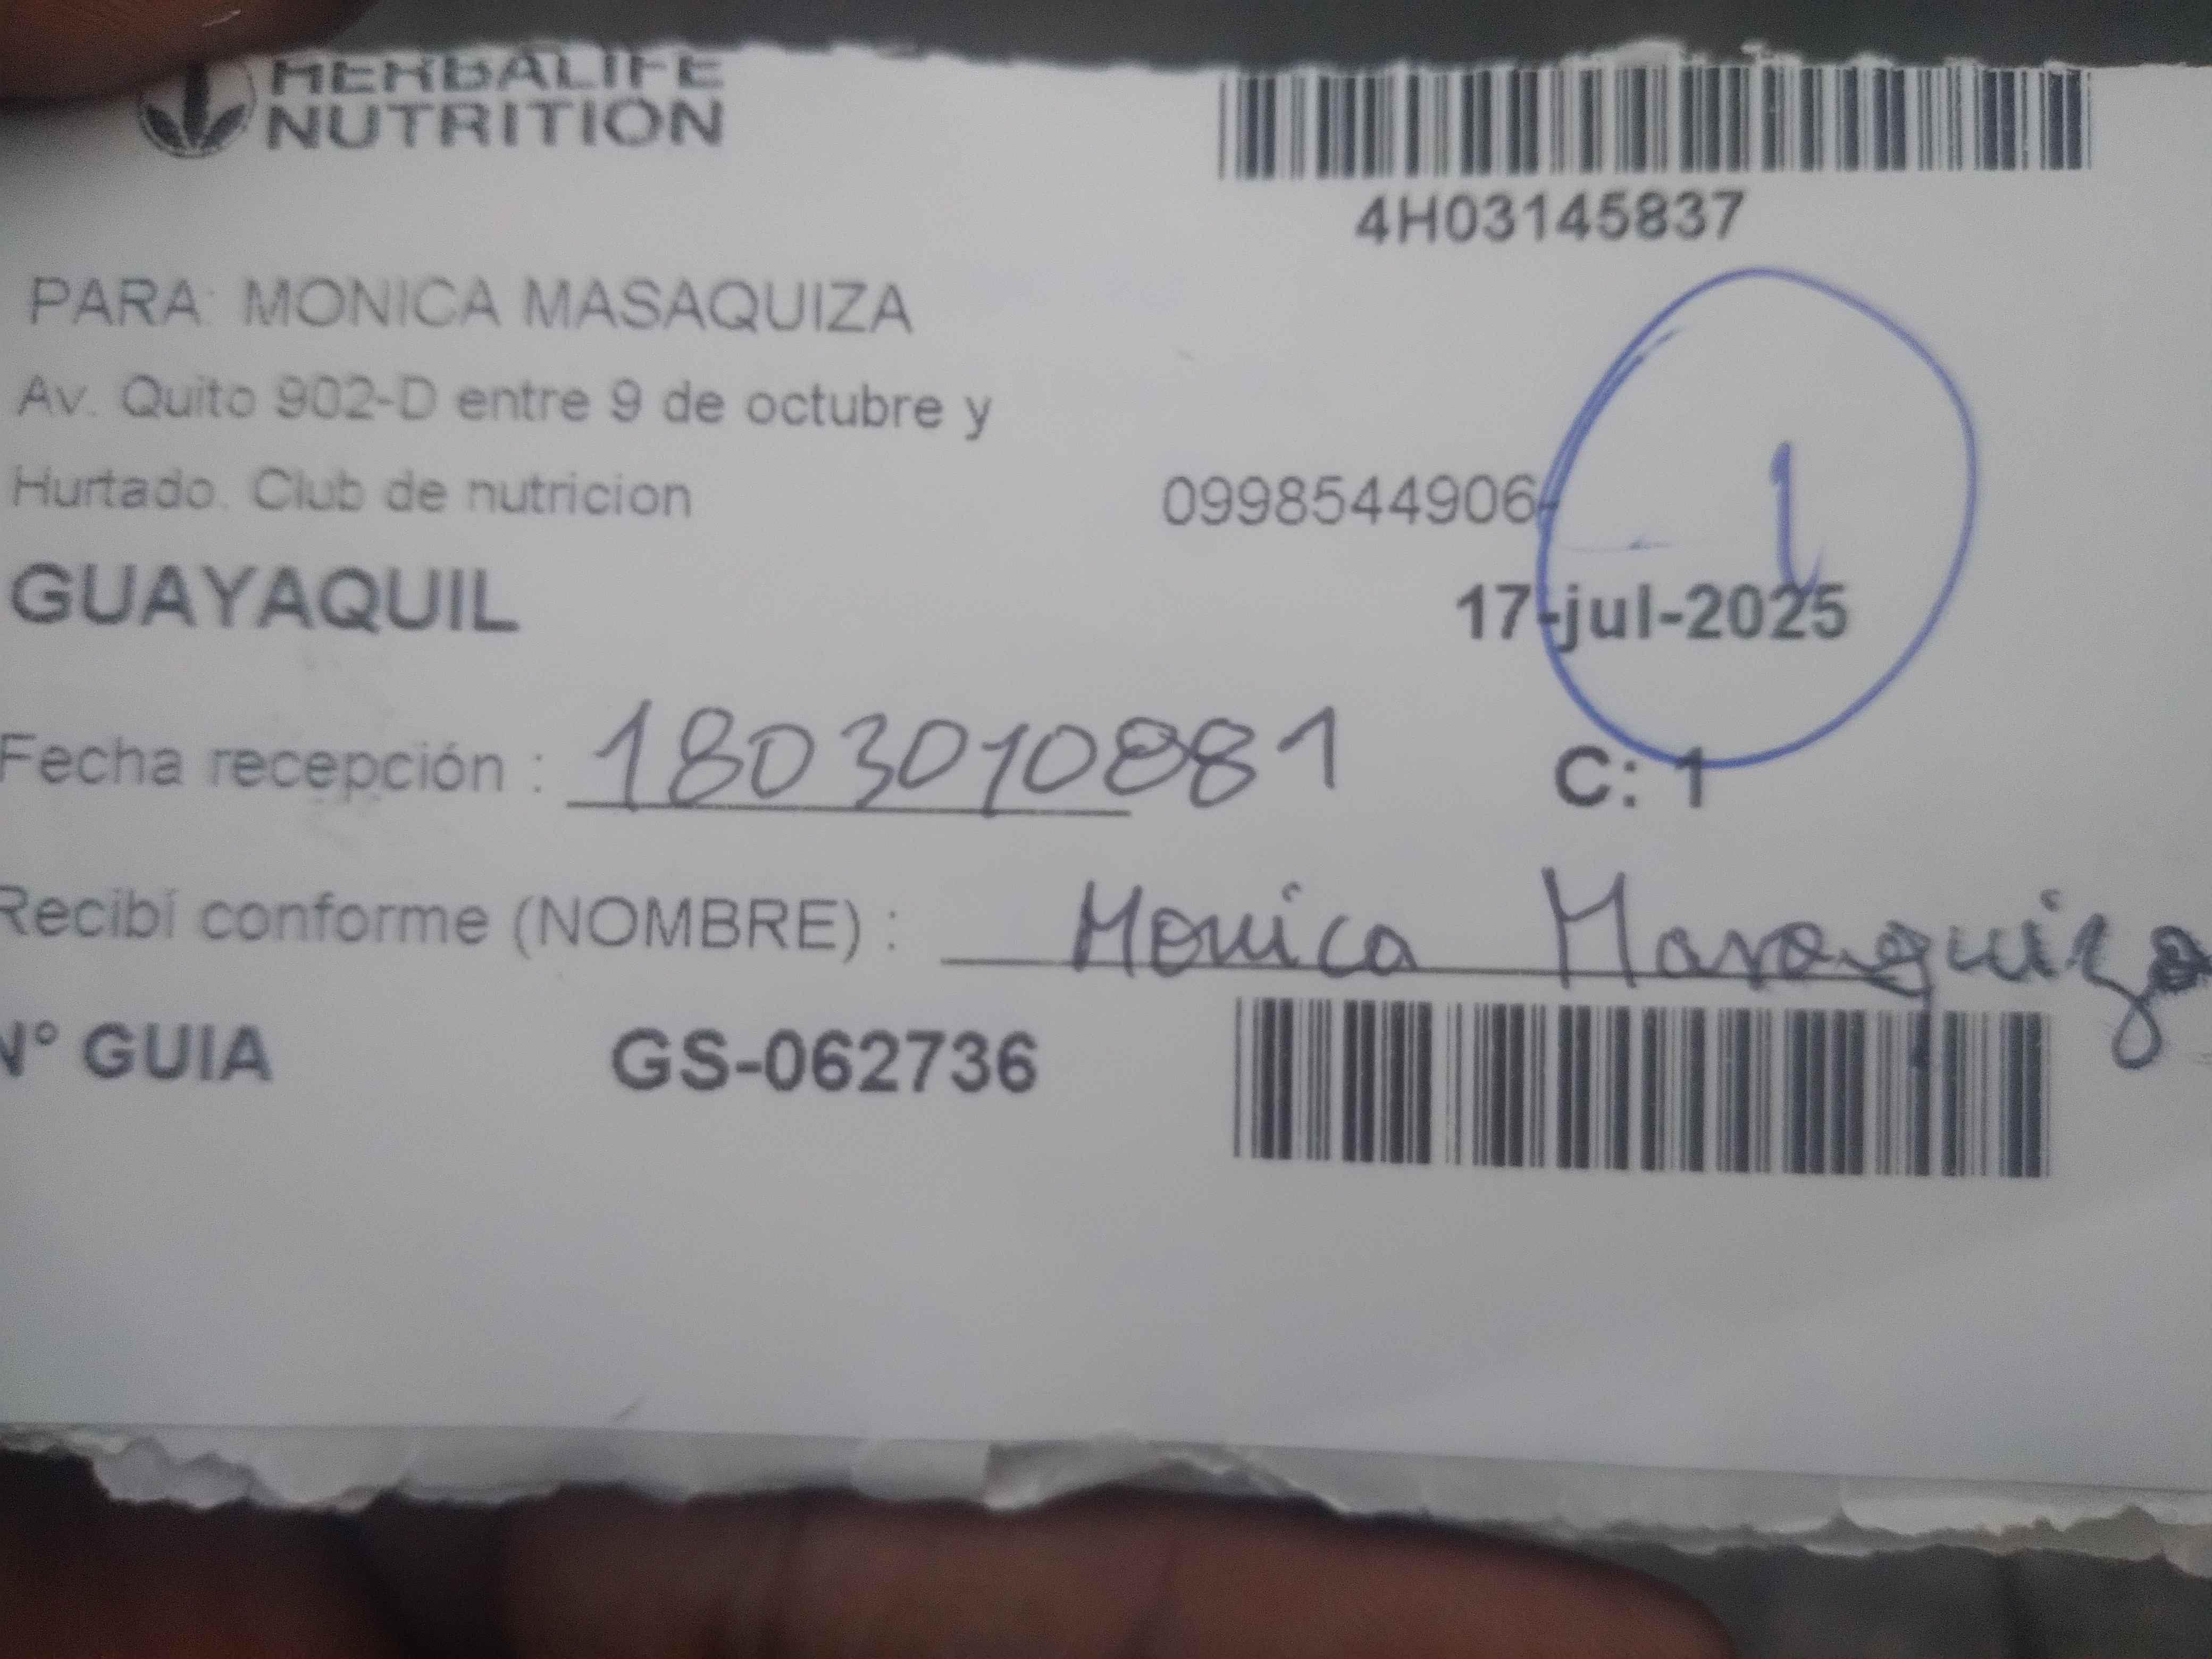 HERBALIFE
NUTRITION
4H03145837
PARA: MONICA MASAQUIZA
Av. Quito 902-D entre 9 de octubre y
Hurtado. Club de nutricion
0998544906-
1
GUAYAQUIL
17-jul-2025
Fecha recepción : 1803010881
C: 1
Recibí conforme (NOMBRE) : Monica Masaquiza
N° GUIA GS-062736